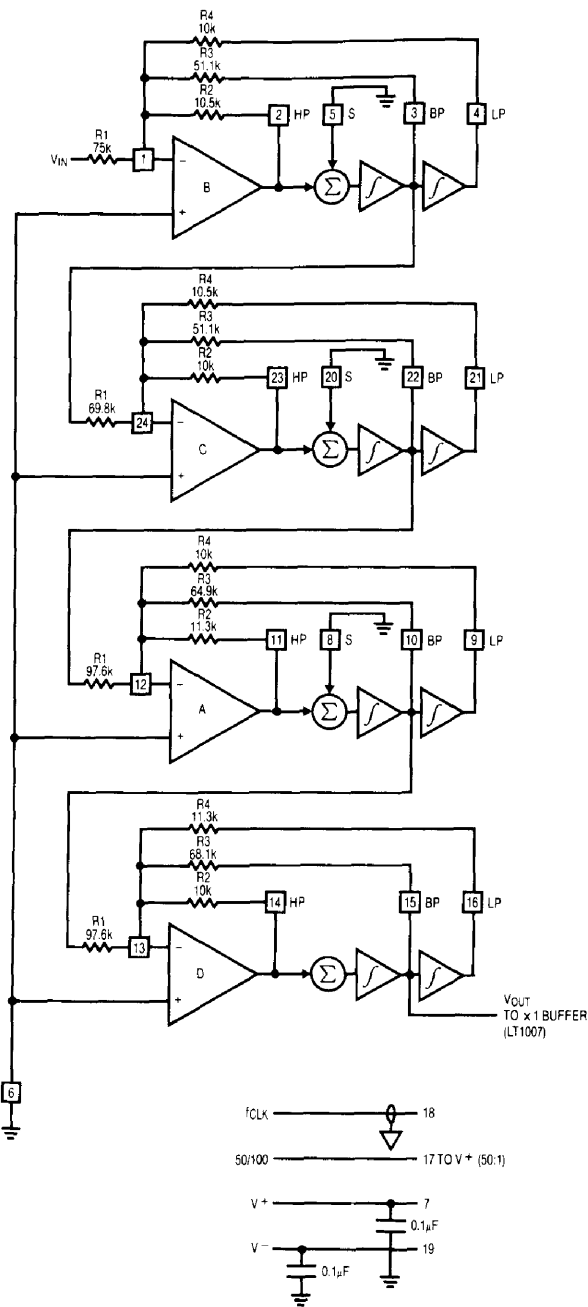 R4
10k
R3
51.1k
R2
10.5k
2 HP
5 S
3 BP
4 LP
R1
75k
VIN
1
−
B
+
Σ
∫
∫
R4
10.5k
R3
51.1k
R2
10k
23 HP
20 S
22 BP
21 LP
R1
69.8k
24
−
C
+
Σ
∫
∫
R4
10k
R3
64.9k
R2
11.3k
11 HP
8 S
10 BP
9 LP
R1
97.6k
12
−
A
+
Σ
∫
∫
R4
11.3k
R3
68.1k
R2
10k
14 HP
15 BP
16 LP
R1
97.6k
13
−
D
+
Σ
∫
∫
VOUT
TO × 1 BUFFER
(LT1007)
6
fCLK 18
50/100 17 TO V+ (50:1)
V+ 7
0.1µF
V− 19
0.1µF